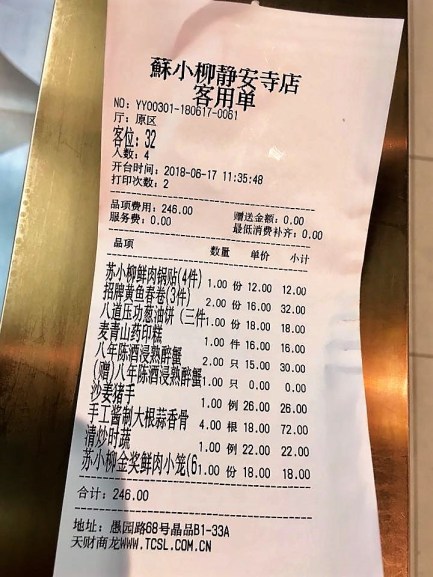 蘇小柳静安寺店
客用单
NO: YY00301-180617-0061
厅: 原区
客位: 32
人数: 4
开台时间: 2018-06-17 11:35:48
打印次数: 2
品项费用: 246.00 赠送金额: 0.00
服务费: 0.00 最低消费补齐: 0.00
品项 数量 单价 小计
苏小柳鲜肉锅贴(4件) 1.00 份 12.00 12.00
招牌黄鱼春卷(3件) 2.00 份 16.00 32.00
八道压功葱油饼 (三件 1.00 份 18.00 18.00
麦青山药印糕 1.00 件 16.00 16.00
八年陈酒浸熟醉蟹 2.00 只 15.00 30.00
(赠)八年陈酒浸熟醉蟹 1.00 只 0.00 0.00
沙姜猪手 1.00 例 26.00 26.00
手工酱制大根蒜香骨 4.00 根 18.00 72.00
清炒时蔬 1.00 例 22.00 22.00
苏小柳金奖鲜肉小笼(6 1.00 份 18.00 18.00
合计: 246.00
地址: 愚园路68号晶品B1-33A
天财商龙WWW.TCSL.COM.CN